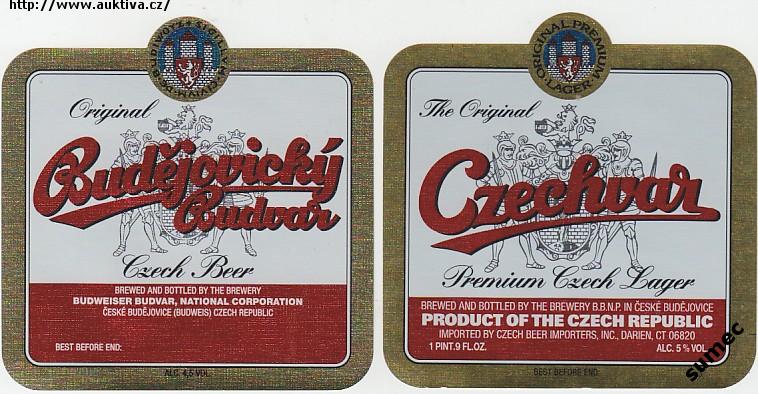 http://www.auktiva.cz/
Original
Budějovický
Budvar
Czech Beer
BREWED AND BOTTLED BY THE BREWERY
BUDWEISER BUDVAR, NATIONAL CORPORATION
ČESKÉ BUDĚJOVICE (BUDWEIS) CZECH REPUBLIC
BEST BEFORE END:
ALC. 4,5 VOL.
ORIGINAL PREMIUM
LAGER
The Original
Czechvar
Premium Czech Lager
BREWED AND BOTTLED BY THE BREWERY B.B.N.P. IN ČESKÉ BUDĚJOVICE
PRODUCT OF THE CZECH REPUBLIC
IMPORTED BY CZECH BEER IMPORTERS, INC., DARIEN, CT 06820
1 PINT.9 FL.OZ. ALC. 5 % VOL.
BEST BEFORE END:
sumec